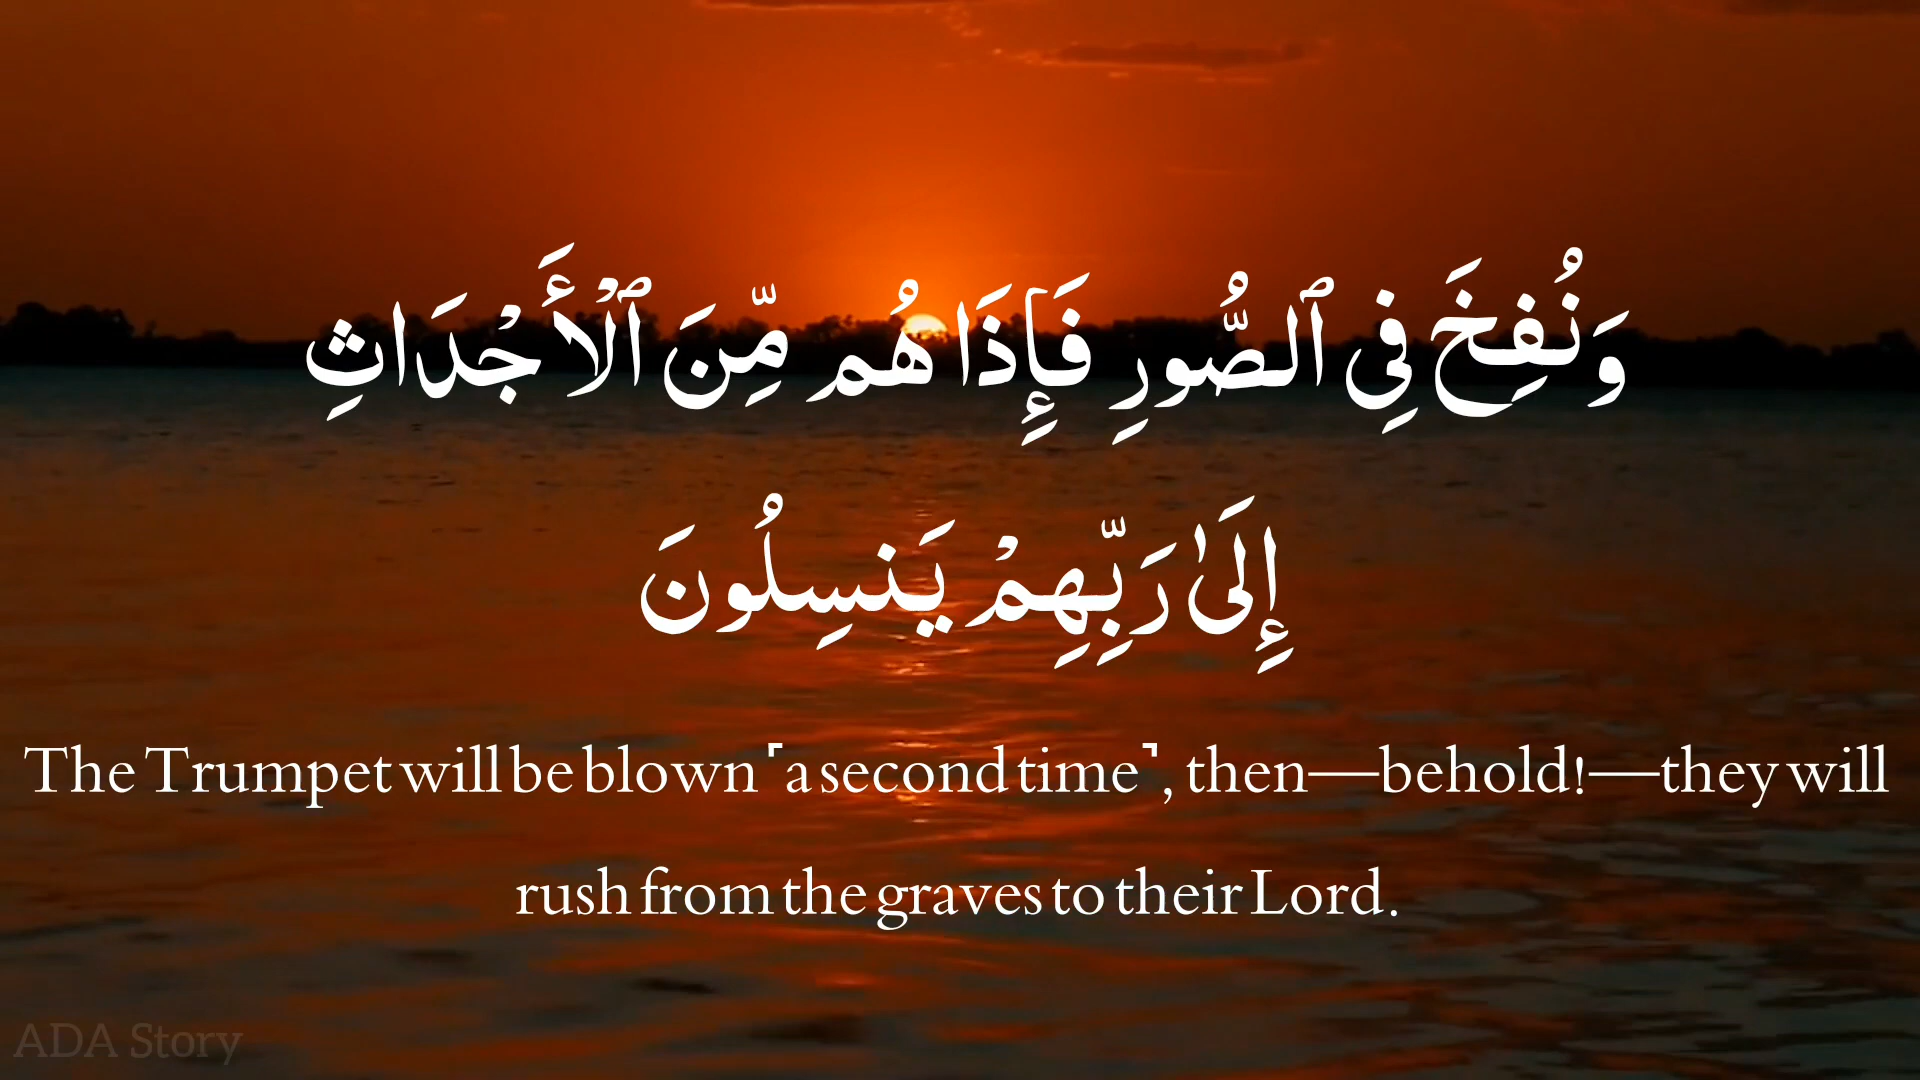 وَنُفِخَ فِي ٱلصُّورِ فَإِذَا هُم مِّنَ ٱلْأَجْدَاثِ
إِلَىٰ رَبِّهِمْ يَنسِلُونَ
The Trumpet will be blown ˹a second time˺, then—behold!—they will
rush from the graves to their Lord.
ADA Story